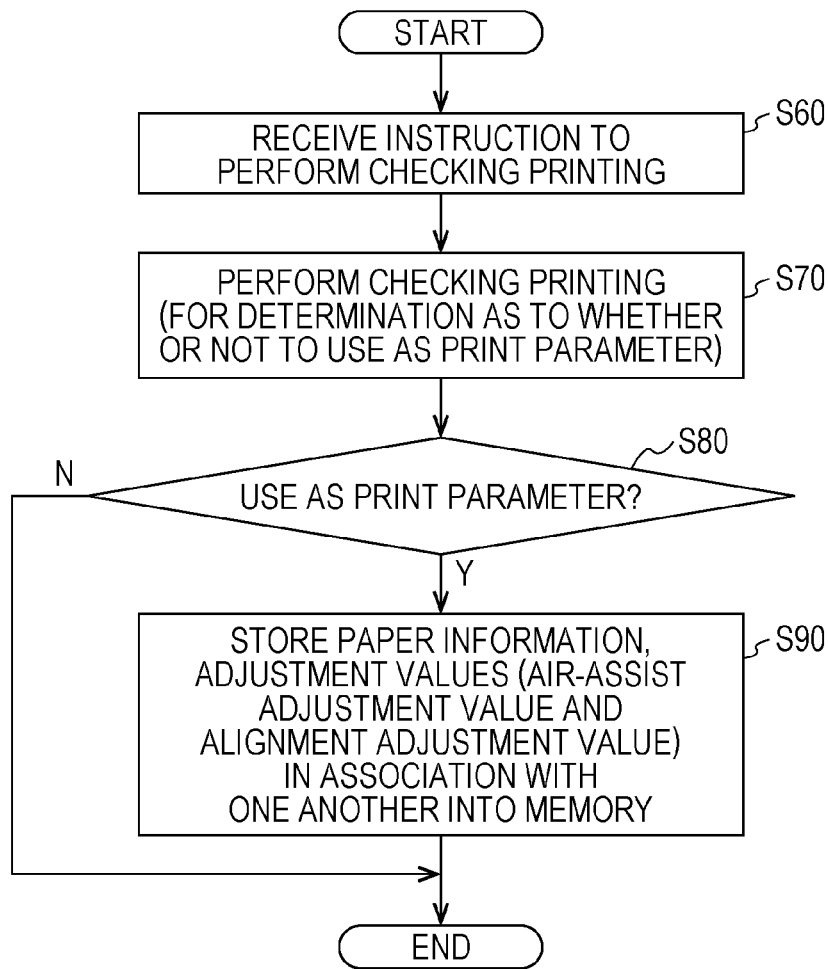 START
S60
RECEIVE INSTRUCTION TO
PERFORM CHECKING PRINTING
S70
PERFORM CHECKING PRINTING
(FOR DETERMINATION AS TO WHETHER
OR NOT TO USE AS PRINT PARAMETER)
S80
N
USE AS PRINT PARAMETER?
Y
S90
STORE PAPER INFORMATION,
ADJUSTMENT VALUES (AIR-ASSIST
ADJUSTMENT VALUE AND
ALIGNMENT ADJUSTMENT VALUE)
IN ASSOCIATION WITH
ONE ANOTHER INTO MEMORY
END